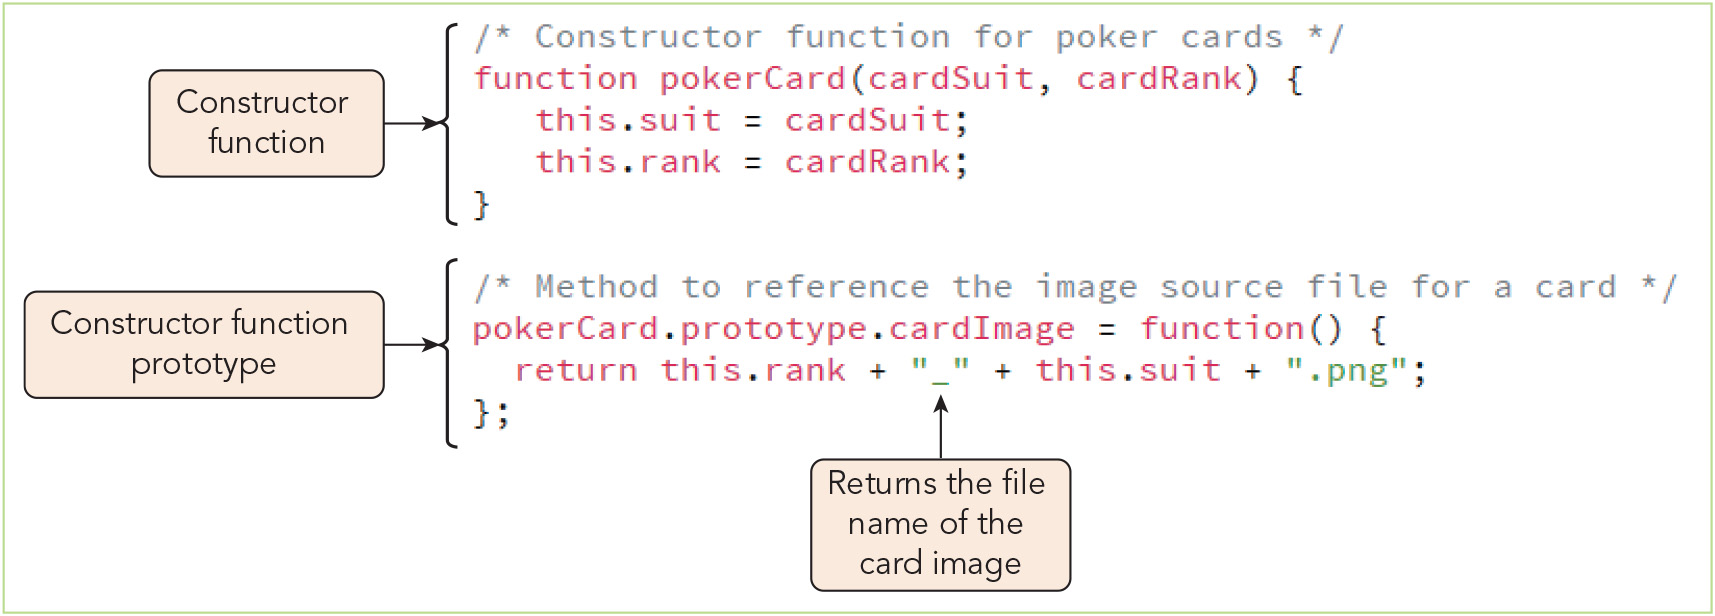 /* Constructor function for poker cards */
function pokerCard(cardSuit, cardRank) {
this.suit = cardSuit;
this.rank = cardRank;
}
Constructor
function
/* Method to reference the image source file for a card */
pokerCard.prototype.cardImage = function() {
return this.rank + "_" + this.suit + ".png";
};
Constructor function
prototype
Returns the file
name of the
card image